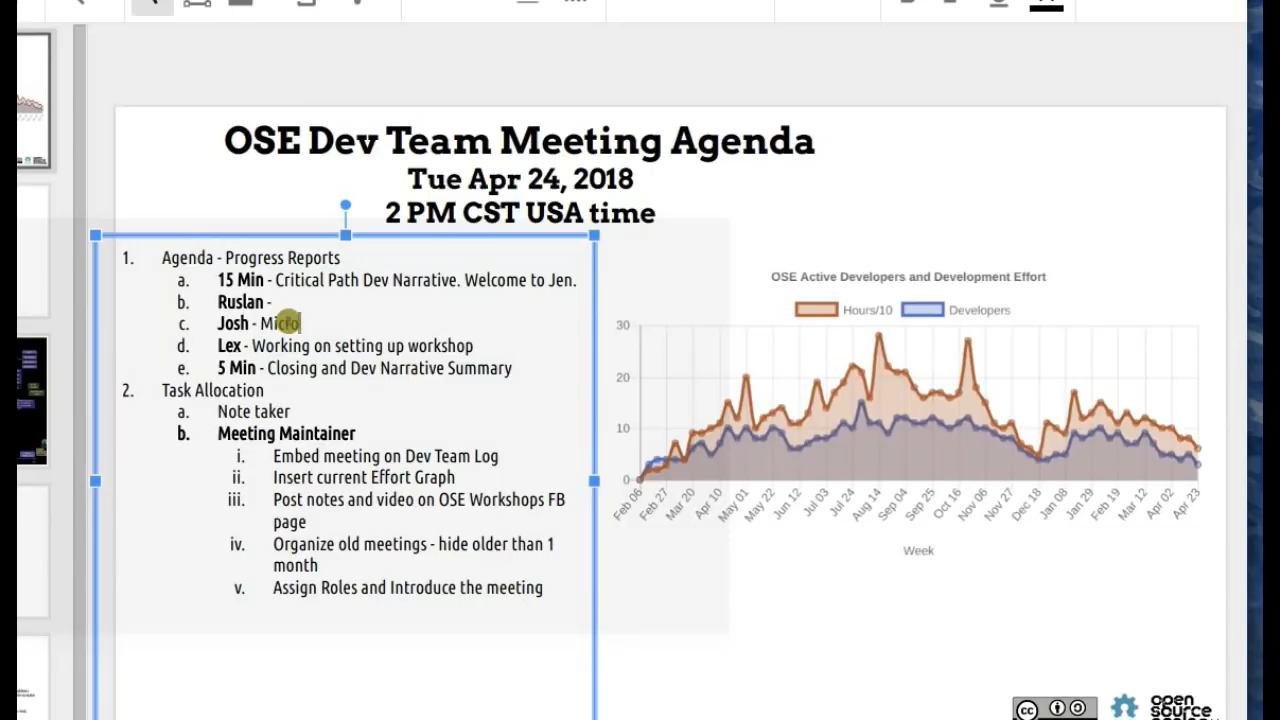 OSE Dev Team Meeting Agenda
Tue Apr 24, 2018
2 PM CST USA time
1. Agenda - Progress Reports
a. 15 Min - Critical Path Dev Narrative. Welcome to Jen.
b. Ruslan -
c. Josh - Micro
d. Lex - Working on setting up workshop
e. 5 Min - Closing and Dev Narrative Summary
2. Task Allocation
a. Note taker
b. Meeting Maintainer
i. Embed meeting on Dev Team Log
ii. Insert current Effort Graph
iii. Post notes and video on OSE Workshops FB
page
iv. Organize old meetings - hide older than 1
month
v. Assign Roles and Introduce the meeting
OSE Active Developers and Development Effort
Hours/10 Developers
30
20
10
0
Feb 06 Feb 27 Mar 20 Apr 10 May 01 May 22 Jun 12 Jul 03 Jul 24 Aug 14 Sep 04 Sep 25 Oct 16 Nov 06 Nov 27 Dec 18 Jan 08 Jan 29 Feb 19 Mar 12 Apr 02 Apr 23
Week
cc
open
source